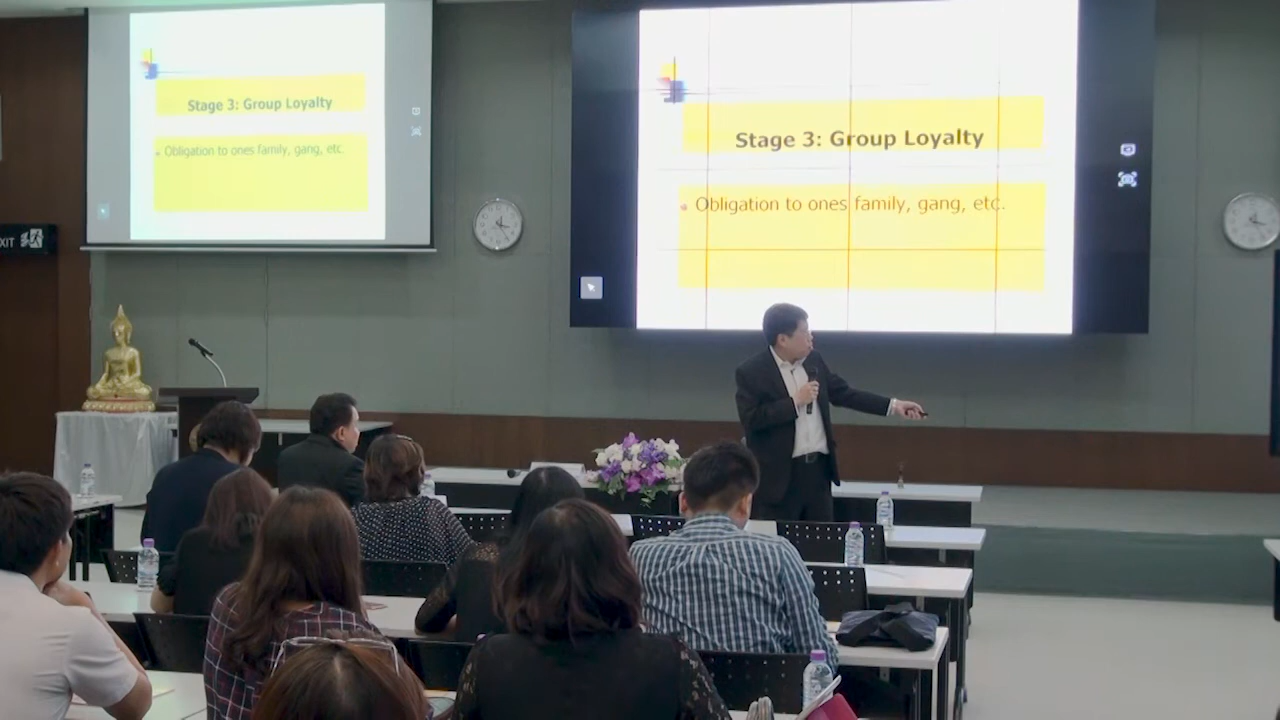 Stage 3: Group Loyalty
Obligation to ones family, gang, etc.
Stage 3: Group Loyalty
Obligation to ones family, gang, etc.
XIT